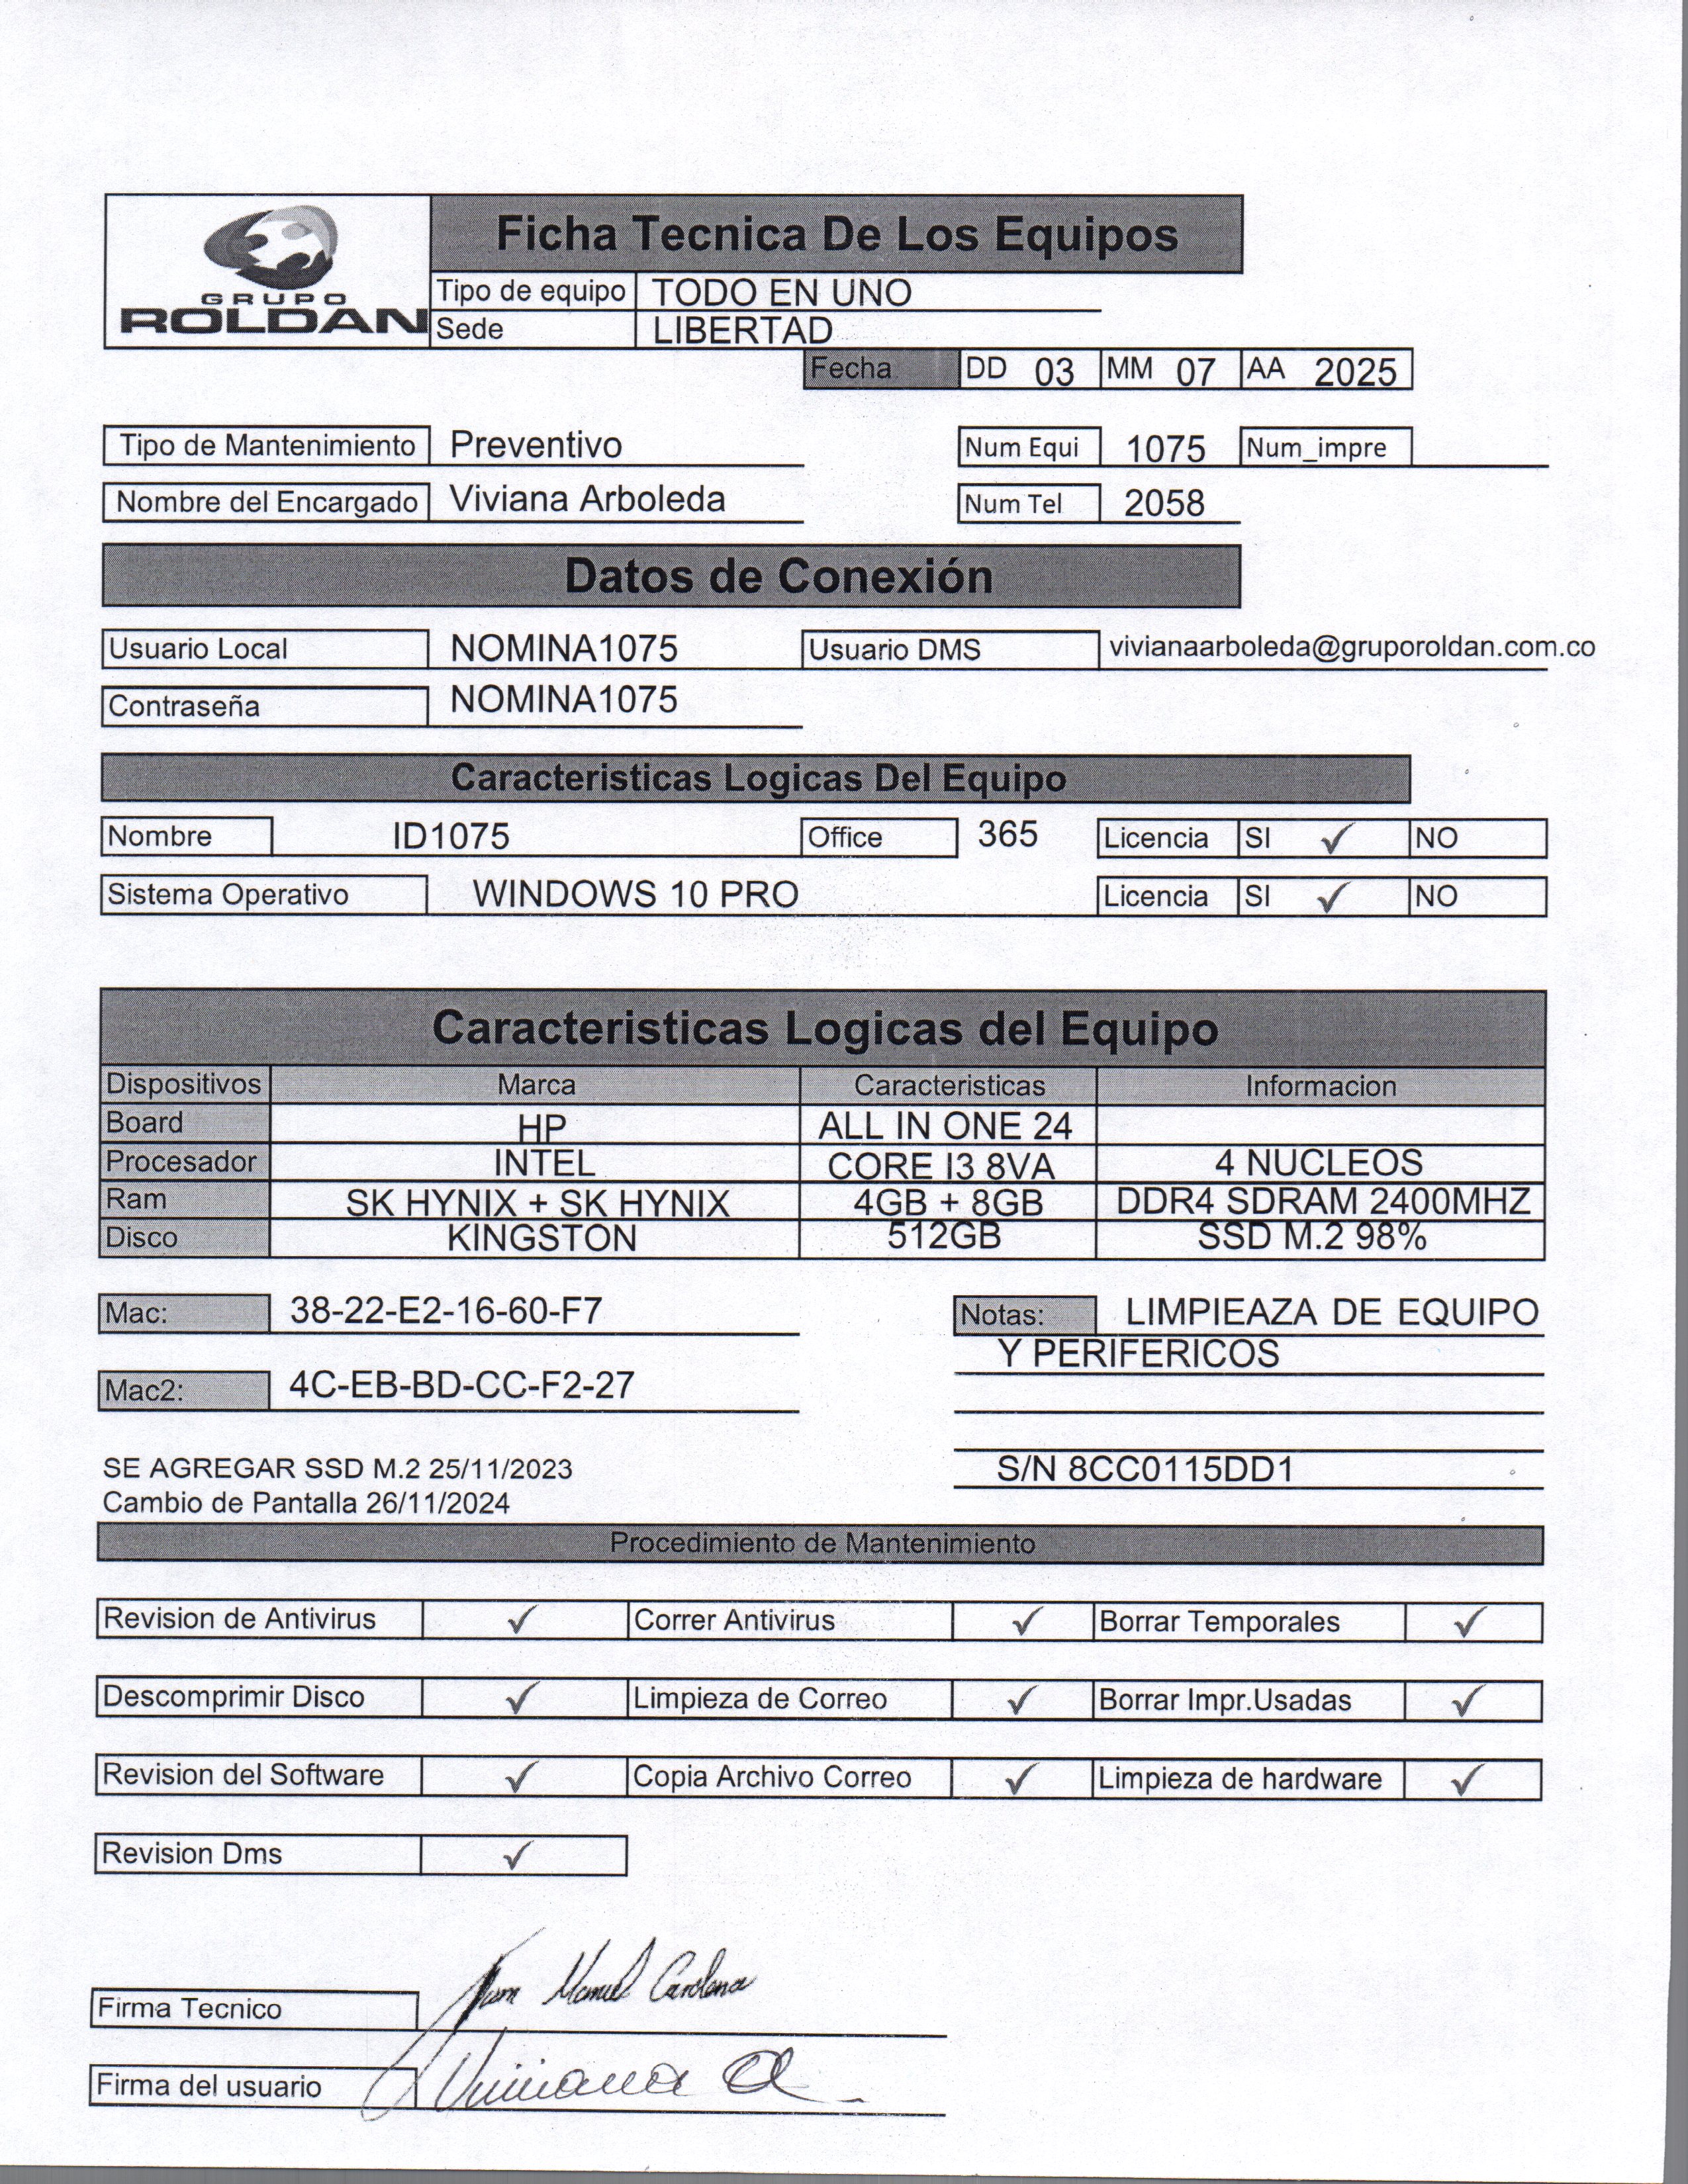 GRUPO
ROLDAN
Ficha Tecnica De Los Equipos
Tipo de equipo TODO EN UNO
Sede LIBERTAD
Fecha DD 03 MM 07 AA 2025
Tipo de Mantenimiento Preventivo Num Equi 1075 Num_impre
Nombre del Encargado Viviana Arboleda Num Tel 2058
Datos de Conexión
Usuario Local NOMINA1075 Usuario DMS vivianaarboleda@gruporoldan.com.co
Contraseña NOMINA1075
Caracteristicas Logicas Del Equipo
Nombre ID1075 Office 365 Licencia SI ✓ NO
Sistema Operativo WINDOWS 10 PRO Licencia SI ✓ NO
Caracteristicas Logicas del Equipo
Dispositivos Marca Caracteristicas Informacion
Board HP ALL IN ONE 24
Procesador INTEL CORE I3 8VA 4 NUCLEOS
Ram SK HYNIX + SK HYNIX 4GB + 8GB DDR4 SDRAM 2400MHZ
Disco KINGSTON 512GB SSD M.2 98%
Mac: 38-22-E2-16-60-F7 Notas: LIMPIEAZA DE EQUIPO
Y PERIFERICOS
Mac2: 4C-EB-BD-CC-F2-27
SE AGREGAR SSD M.2 25/11/2023 S/N 8CC0115DD1
Cambio de Pantalla 26/11/2024
Procedimiento de Mantenimiento
Revision de Antivirus ✓ Correr Antivirus ✓ Borrar Temporales ✓
Descomprimir Disco ✓ Limpieza de Correo ✓ Borrar Impr.Usadas ✓
Revision del Software ✓ Copia Archivo Correo ✓ Limpieza de hardware ✓
Revision Dms ✓
Firma Tecnico Manuel Cardona
Firma del usuario Viviana A